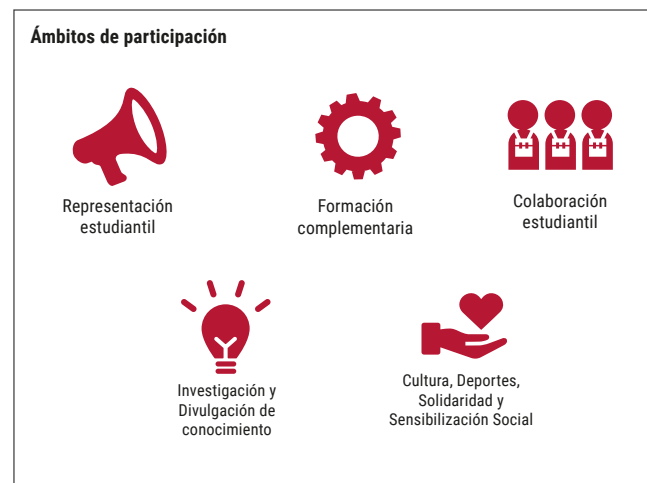 Ámbitos de participación
Representación
estudiantil
Formación
complementaria
Colaboración
estudiantil
Investigación y
Divulgación de
conocimiento
Cultura, Deportes,
Solidaridad y
Sensibilización Social